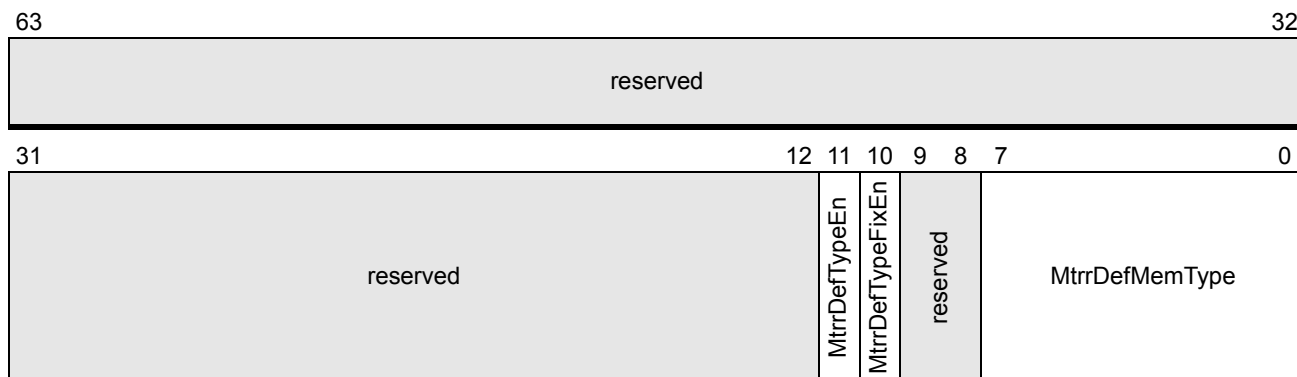 63 32
reserved
31 12 11 10 9 8 7 0
reserved MtrrDefTypeEn MtrrDefTypeFixEn reserved MtrrDefMemType